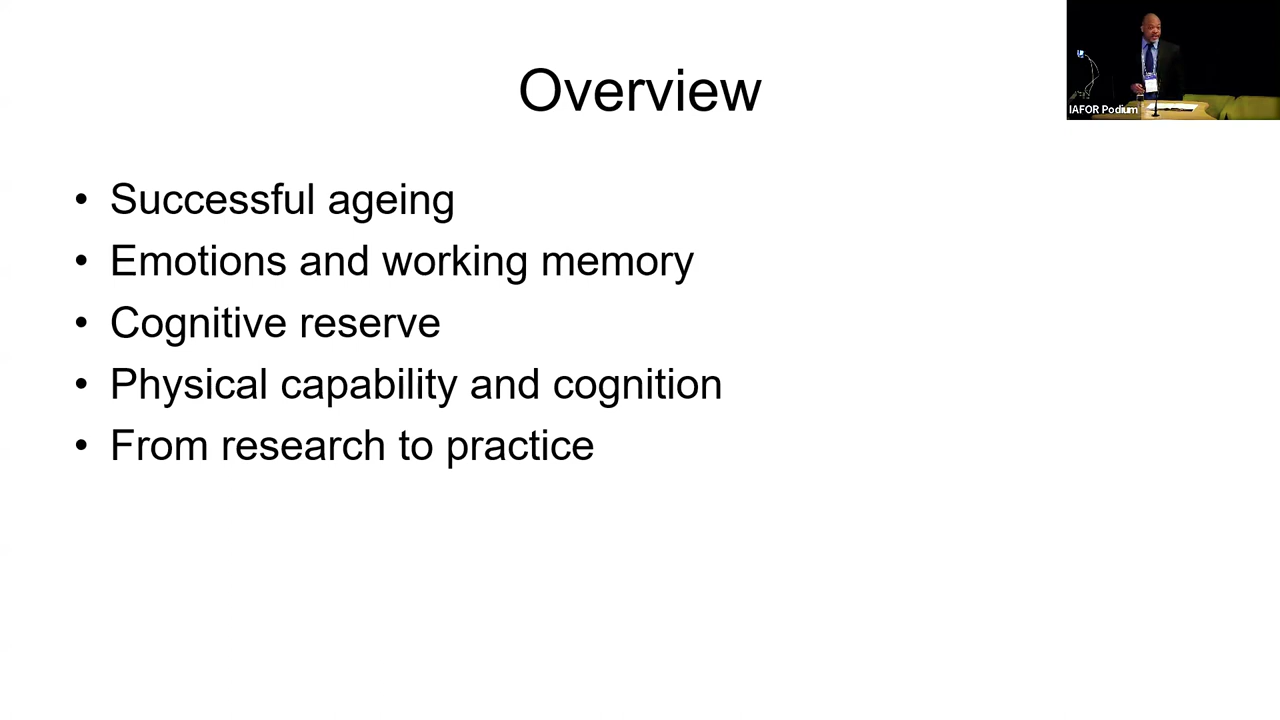 Overview
• Successful ageing
• Emotions and working memory
• Cognitive reserve
• Physical capability and cognition
• From research to practice
IAFOR Podium